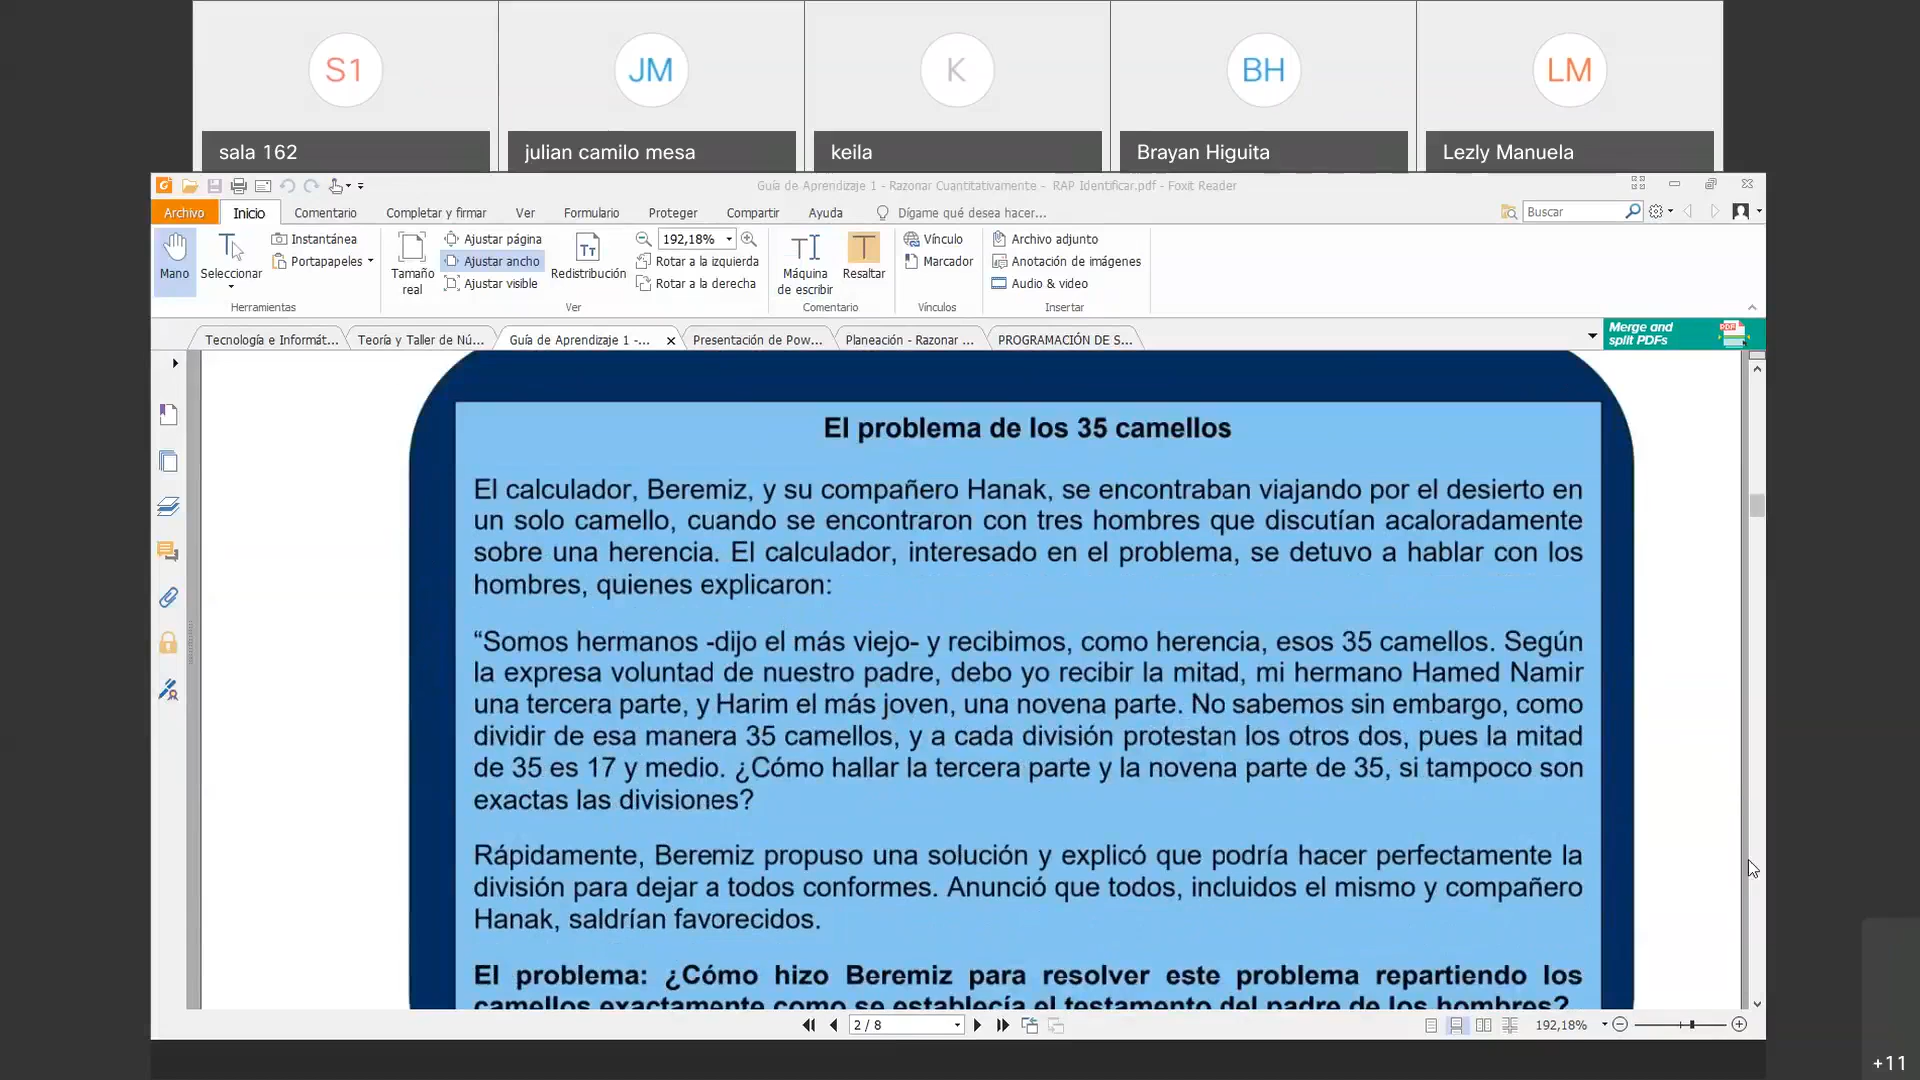 S1
JM
K
BH
LM
sala 162
julian camilo mesa
keila
Brayan Higuita
Lezly Manuela
Guía de Aprendizaje 1 - Razonar Cuantitativamente - RAP Identificar.pdf - Foxit Reader
Archivo
Inicio
Comentario
Completar y firmar
Ver
Formulario
Proteger
Compartir
Ayuda
Dígame qué desea hacer...
Buscar
Mano
Seleccionar
Instantánea
Portapapeles
Herramientas
Tamaño
real
Ajustar página
Ajustar ancho
Ajustar visible
Redistribución
192,18%
Rotar a la izquierda
Rotar a la derecha
Ver
Máquina
de escribir
Resaltar
Comentario
Vínculo
Marcador
Vínculos
Archivo adjunto
Anotación de imágenes
Audio & video
Insertar
Tecnología e Informát...
Teoría y Taller de Nú...
Guía de Aprendizaje 1 -...
Presentación de Pow...
Planeación - Razonar ...
PROGRAMACIÓN DE S...
Merge and
split PDFs
PDF
El problema de los 35 camellos
El calculador, Beremiz, y su compañero Hanak, se encontraban viajando por el desierto en
un solo camello, cuando se encontraron con tres hombres que discutían acaloradamente
sobre una herencia. El calculador, interesado en el problema, se detuvo a hablar con los
hombres, quienes explicaron:
“Somos hermanos -dijo el más viejo- y recibimos, como herencia, esos 35 camellos. Según
la expresa voluntad de nuestro padre, debo yo recibir la mitad, mi hermano Hamed Namir
una tercera parte, y Harim el más joven, una novena parte. No sabemos sin embargo, como
dividir de esa manera 35 camellos, y a cada división protestan los otros dos, pues la mitad
de 35 es 17 y medio. ¿Cómo hallar la tercera parte y la novena parte de 35, si tampoco son
exactas las divisiones?
Rápidamente, Beremiz propuso una solución y explicó que podría hacer perfectamente la
división para dejar a todos conformes. Anunció que todos, incluidos el mismo y compañero
Hanak, saldrían favorecidos.
El problema: ¿Cómo hizo Beremiz para resolver este problema repartiendo los
camellos exactamente como se establecía el testamento del padre de los hombres?
2 / 8
192,18%
+11